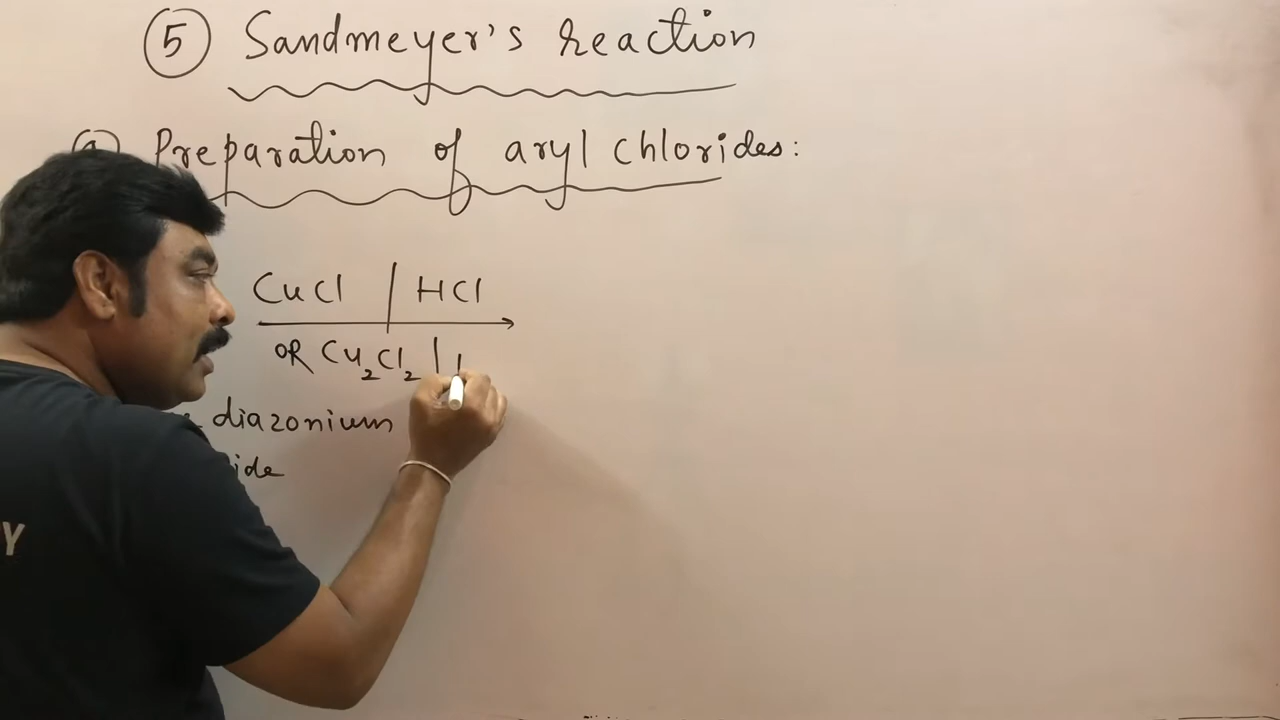 5 Sandmeyer's reaction
Preparation of aryl chlorides:
CuCl | HCl
OR Cu2Cl2 |
diazonium
ide
Y